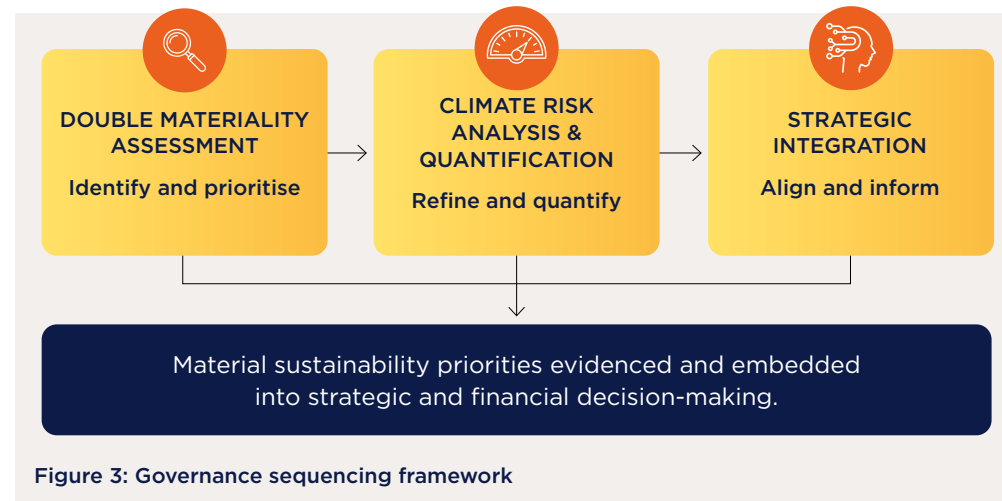 DOUBLE MATERIALITY
ASSESSMENT
Identify and prioritise
CLIMATE RISK
ANALYSIS &
QUANTIFICATION
Refine and quantify
STRATEGIC
INTEGRATION
Align and inform
Material sustainability priorities evidenced and embedded
into strategic and financial decision-making.
Figure 3: Governance sequencing framework